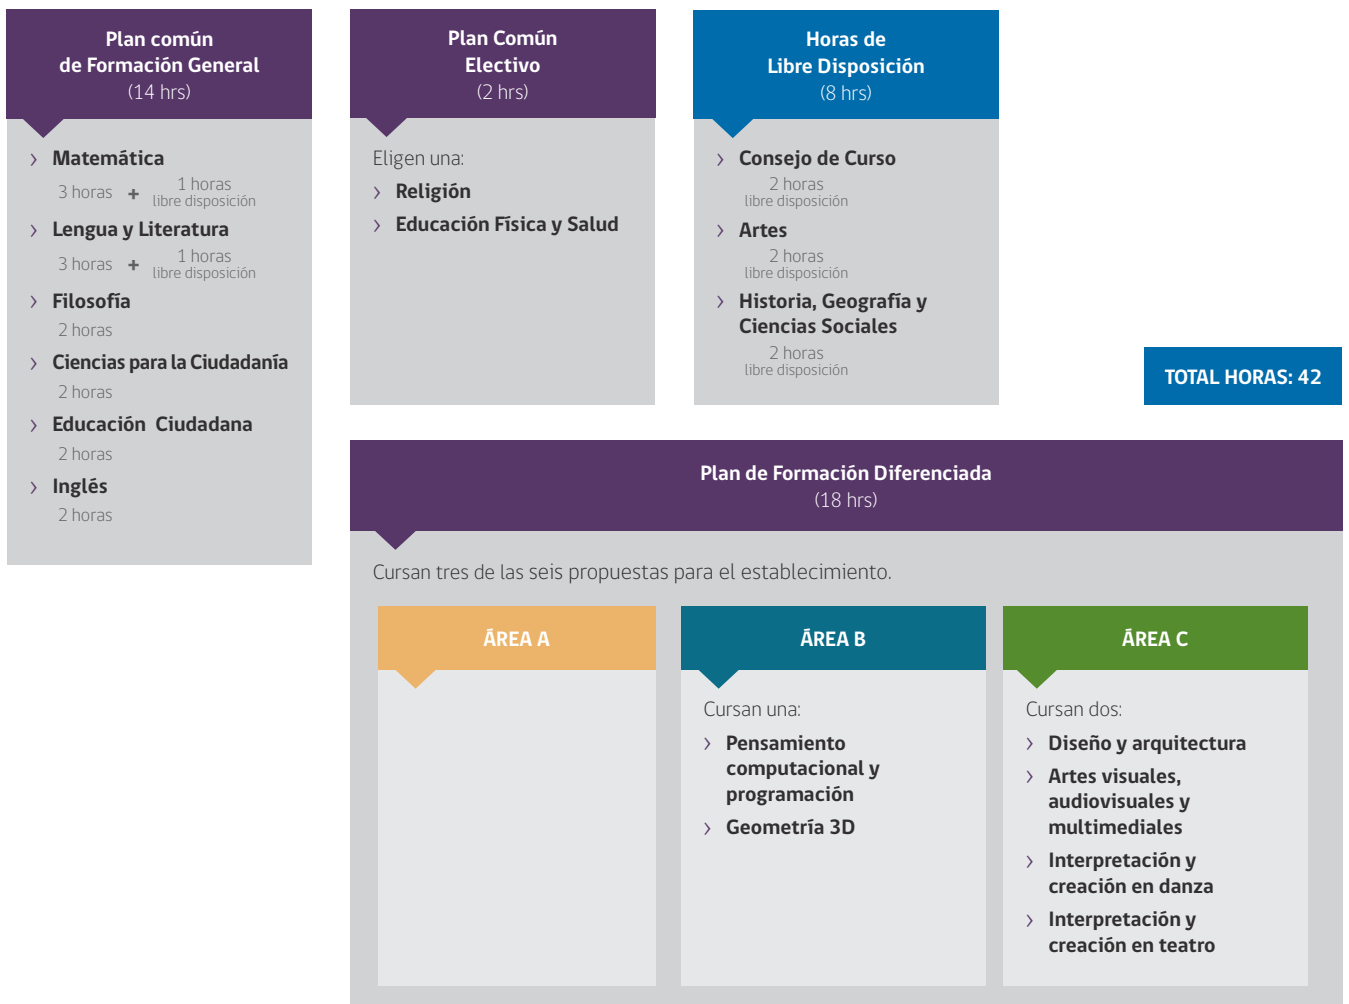 Plan común
de Formación General
(14 hrs)
Matemática
3 horas + 1 horas
libre disposición
Lengua y Literatura
3 horas + 1 horas
libre disposición
Filosofía
2 horas
Ciencias para la Ciudadanía
2 horas
Educación Ciudadana
2 horas
Inglés
2 horas
Plan Común
Electivo
(2 hrs)
Eligen una:
Religión
Educación Física y Salud
Horas de
Libre Disposición
(8 hrs)
Consejo de Curso
2 horas
libre disposición
Artes
2 horas
libre disposición
Historia, Geografía y
Ciencias Sociales
2 horas
libre disposición
TOTAL HORAS: 42
Plan de Formación Diferenciada
(18 hrs)
Cursan tres de las seis propuestas para el establecimiento.
ÁREA A
ÁREA B
Cursan una:
Pensamiento
computacional y
programación
Geometría 3D
ÁREA C
Cursan dos:
Diseño y arquitectura
Artes visuales,
audiovisuales y
multimediales
Interpretación y
creación en danza
Interpretación y
creación en teatro